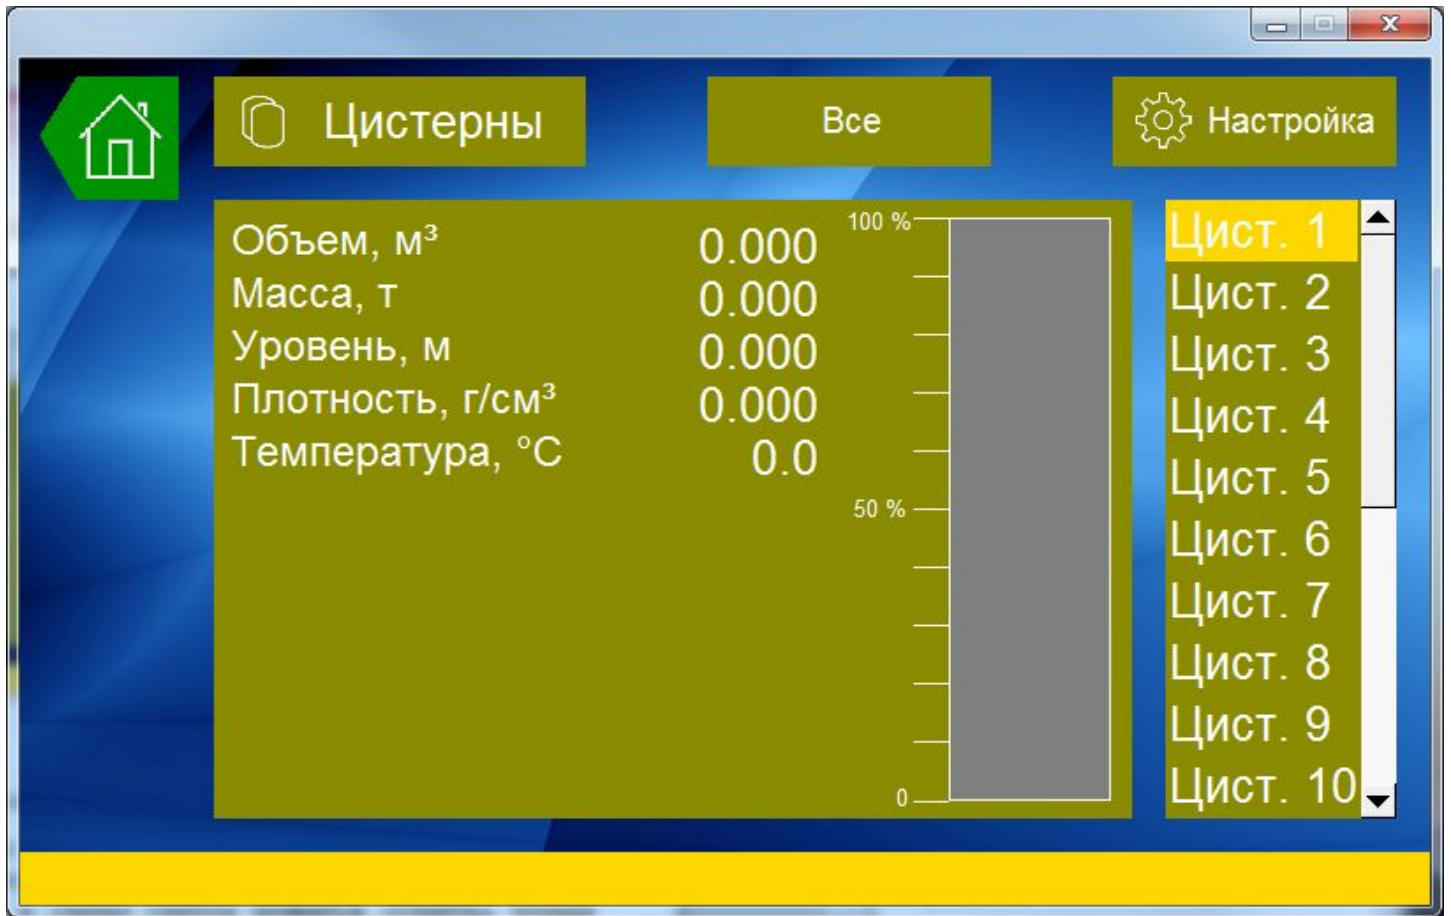 Цистерны
Все
Настройка
Объем, м³ 0.000
Масса, т 0.000
Уровень, м 0.000
Плотность, г/см³ 0.000
Температура, °C 0.0
100 %
50 %
0
Цист. 1
Цист. 2
Цист. 3
Цист. 4
Цист. 5
Цист. 6
Цист. 7
Цист. 8
Цист. 9
Цист. 10